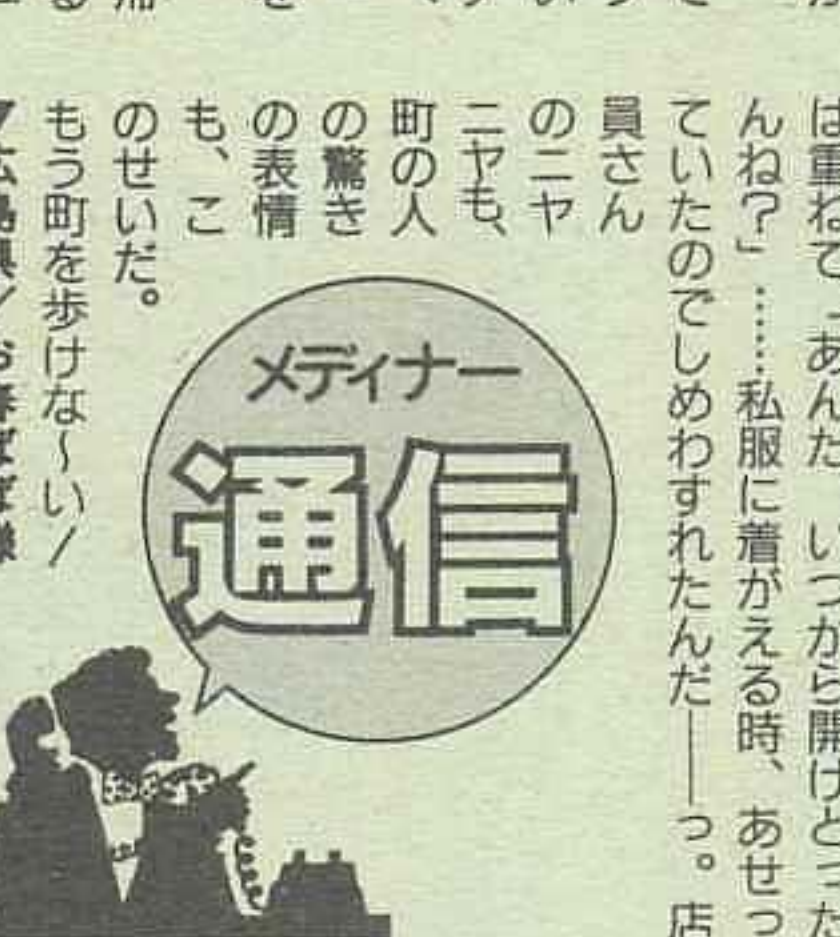 は重ねて「あんた、いつから開けとった
んね?」……私服に着がえる時、あせっ
ていたのでしめわすれたんだ――っ。店
員さん
のニヤ
ニヤも、
町の人
の驚き
の表情
も、こ
のせいだ。
もう町を歩けな〜い!
メディナー
通信